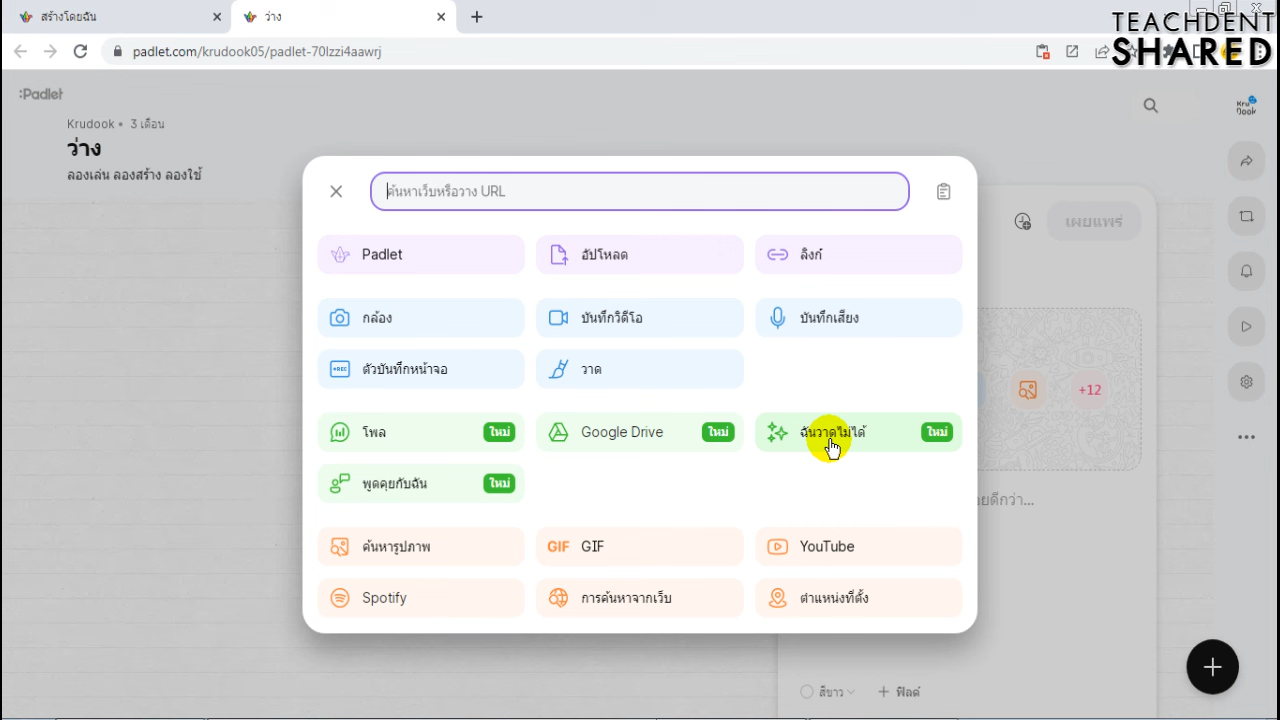 สร้างโดยฉัน
ว่าง
TEACHDENT
SHARED
padlet.com/krudook05/padlet-70lzzi4aawrj
:Padlet
Kru
Dook
Krudook • 3 เดือน
ว่าง
ลองเล่น ลองสร้าง ลองใช้
ค้นหาเว็บหรือวาง URL
เผยแพร่
Padlet
อัปโหลด
ลิงก์
กล้อง
บันทึกวิดีโอ
บันทึกเสียง
REC
ตัวบันทึกหน้าจอ
วาด
+12
โพล
ใหม่
Google Drive
ใหม่
ฉันวาดไม่ได้
ใหม่
พูดคุยกับฉัน
ใหม่
ยดีกว่า...
ค้นหารูปภาพ
GIF
GIF
YouTube
Spotify
การค้นหาจากเว็บ
ตำแหน่งที่ตั้ง
สีขาว
+ ฟิลด์